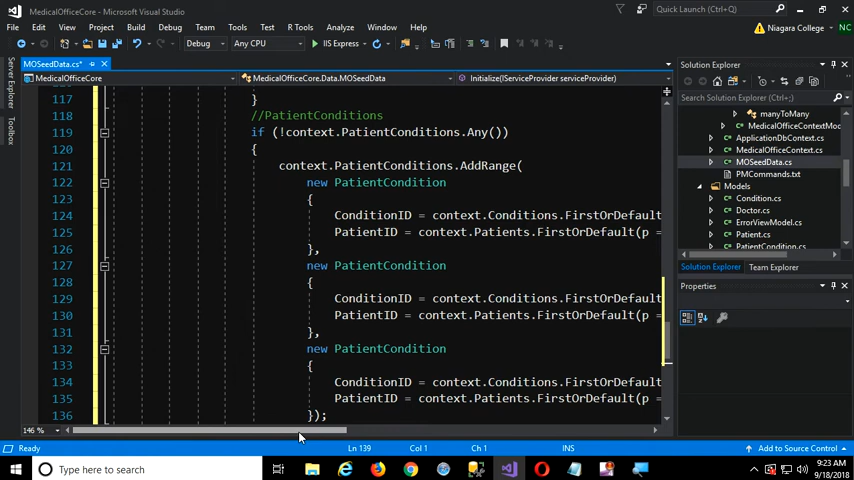 MedicalOfficeCore - Microsoft Visual Studio
Quick Launch (Ctrl+Q)
File Edit View Project Build Debug Team Tools Test R Tools Analyze Window Help
Niagara College
NC
Debug Any CPU IIS Express
Server Explorer
Toolbox
MOSeedData.cs*
MedicalOfficeCore
MedicalOfficeCore.Data.MOSeedData
Initialize(IServiceProvider serviceProvider)
117 }
118 //PatientConditions
119 if (!context.PatientConditions.Any())
120 {
121 context.PatientConditions.AddRange(
122 new PatientCondition
123 {
124 ConditionID = context.Conditions.FirstOrDefault
125 PatientID = context.Patients.FirstOrDefault(p =
126 },
127 new PatientCondition
128 {
129 ConditionID = context.Conditions.FirstOrDefault
130 PatientID = context.Patients.FirstOrDefault(p =
131 },
132 new PatientCondition
133 {
134 ConditionID = context.Conditions.FirstOrDefault
135 PatientID = context.Patients.FirstOrDefault(p =
136 });
146 %
Solution Explorer
Search Solution Explorer (Ctrl+;)
manyToMany
MedicalOfficeContextMod
ApplicationDbContext.cs
MedicalOfficeContext.cs
MOSeedData.cs
PMCommands.txt
Models
Condition.cs
Doctor.cs
ErrorViewModel.cs
Patient.cs
PatientCondition.cs
Solution Explorer Team Explorer
Properties
Ready Ln 139 Col 1 Ch 1 INS Add to Source Control
Type here to search
9:23 AM
9/18/2018